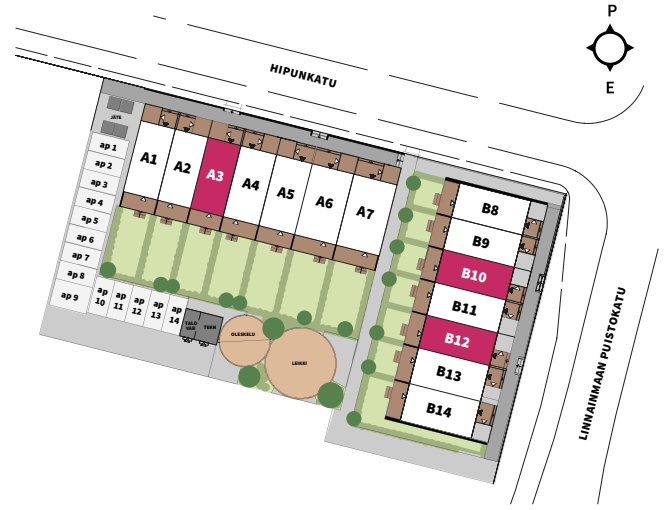 P
E
HIPUNKATU
JÄTE
ap 1
ap 2
ap 3
ap 4
ap 5
ap 6
ap 7
ap 8
ap 9
ap
10
ap
11
ap
12
ap
13
ap
14
A1
A2
A3
A4
A5
A6
A7
B8
B9
B10
B11
B12
B13
B14
TALO
VAR
TEKN
OLESKELU
LEIKKI
LINNAINMAAN PUISTOKATU